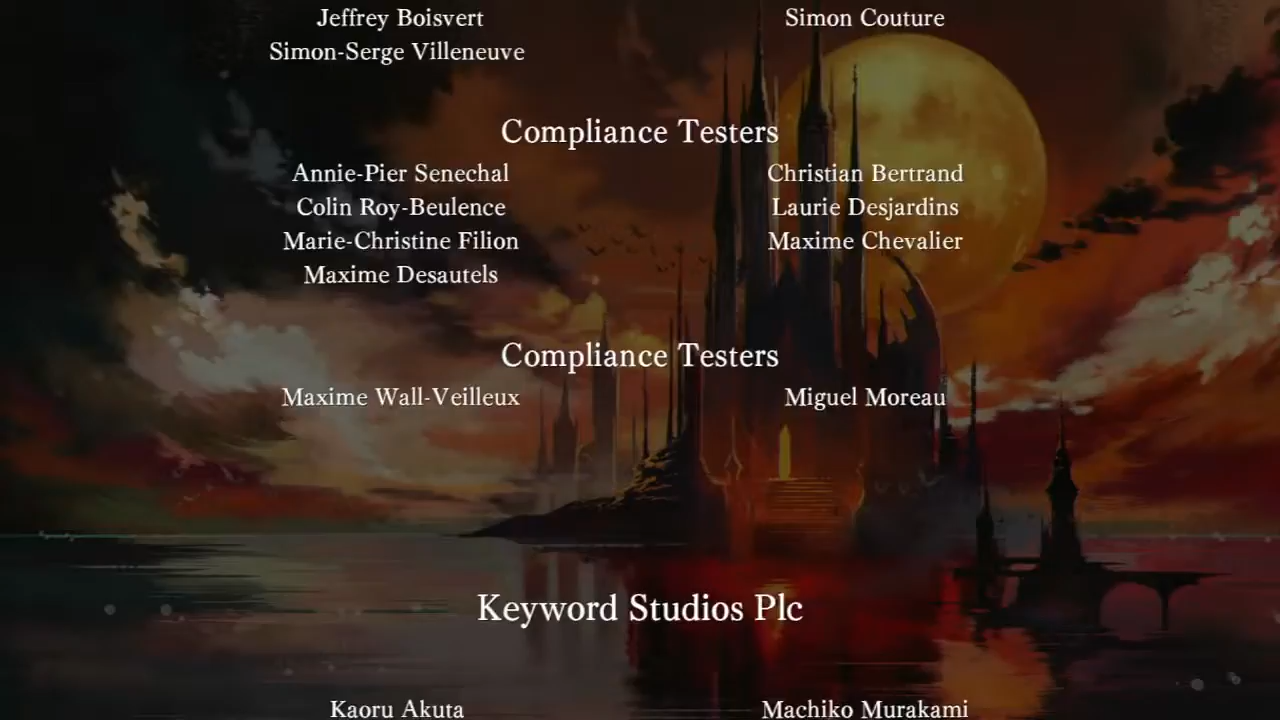 Jeffrey Boisvert Simon Couture
Simon-Serge Villeneuve
Compliance Testers
Annie-Pier Senechal Christian Bertrand
Colin Roy-Beulence Laurie Desjardins
Marie-Christine Filion Maxime Chevalier
Maxime Desautels
Compliance Testers
Maxime Wall-Veilleux Miguel Moreau
Keyword Studios Plc
Kaoru Akuta Machiko Murakami